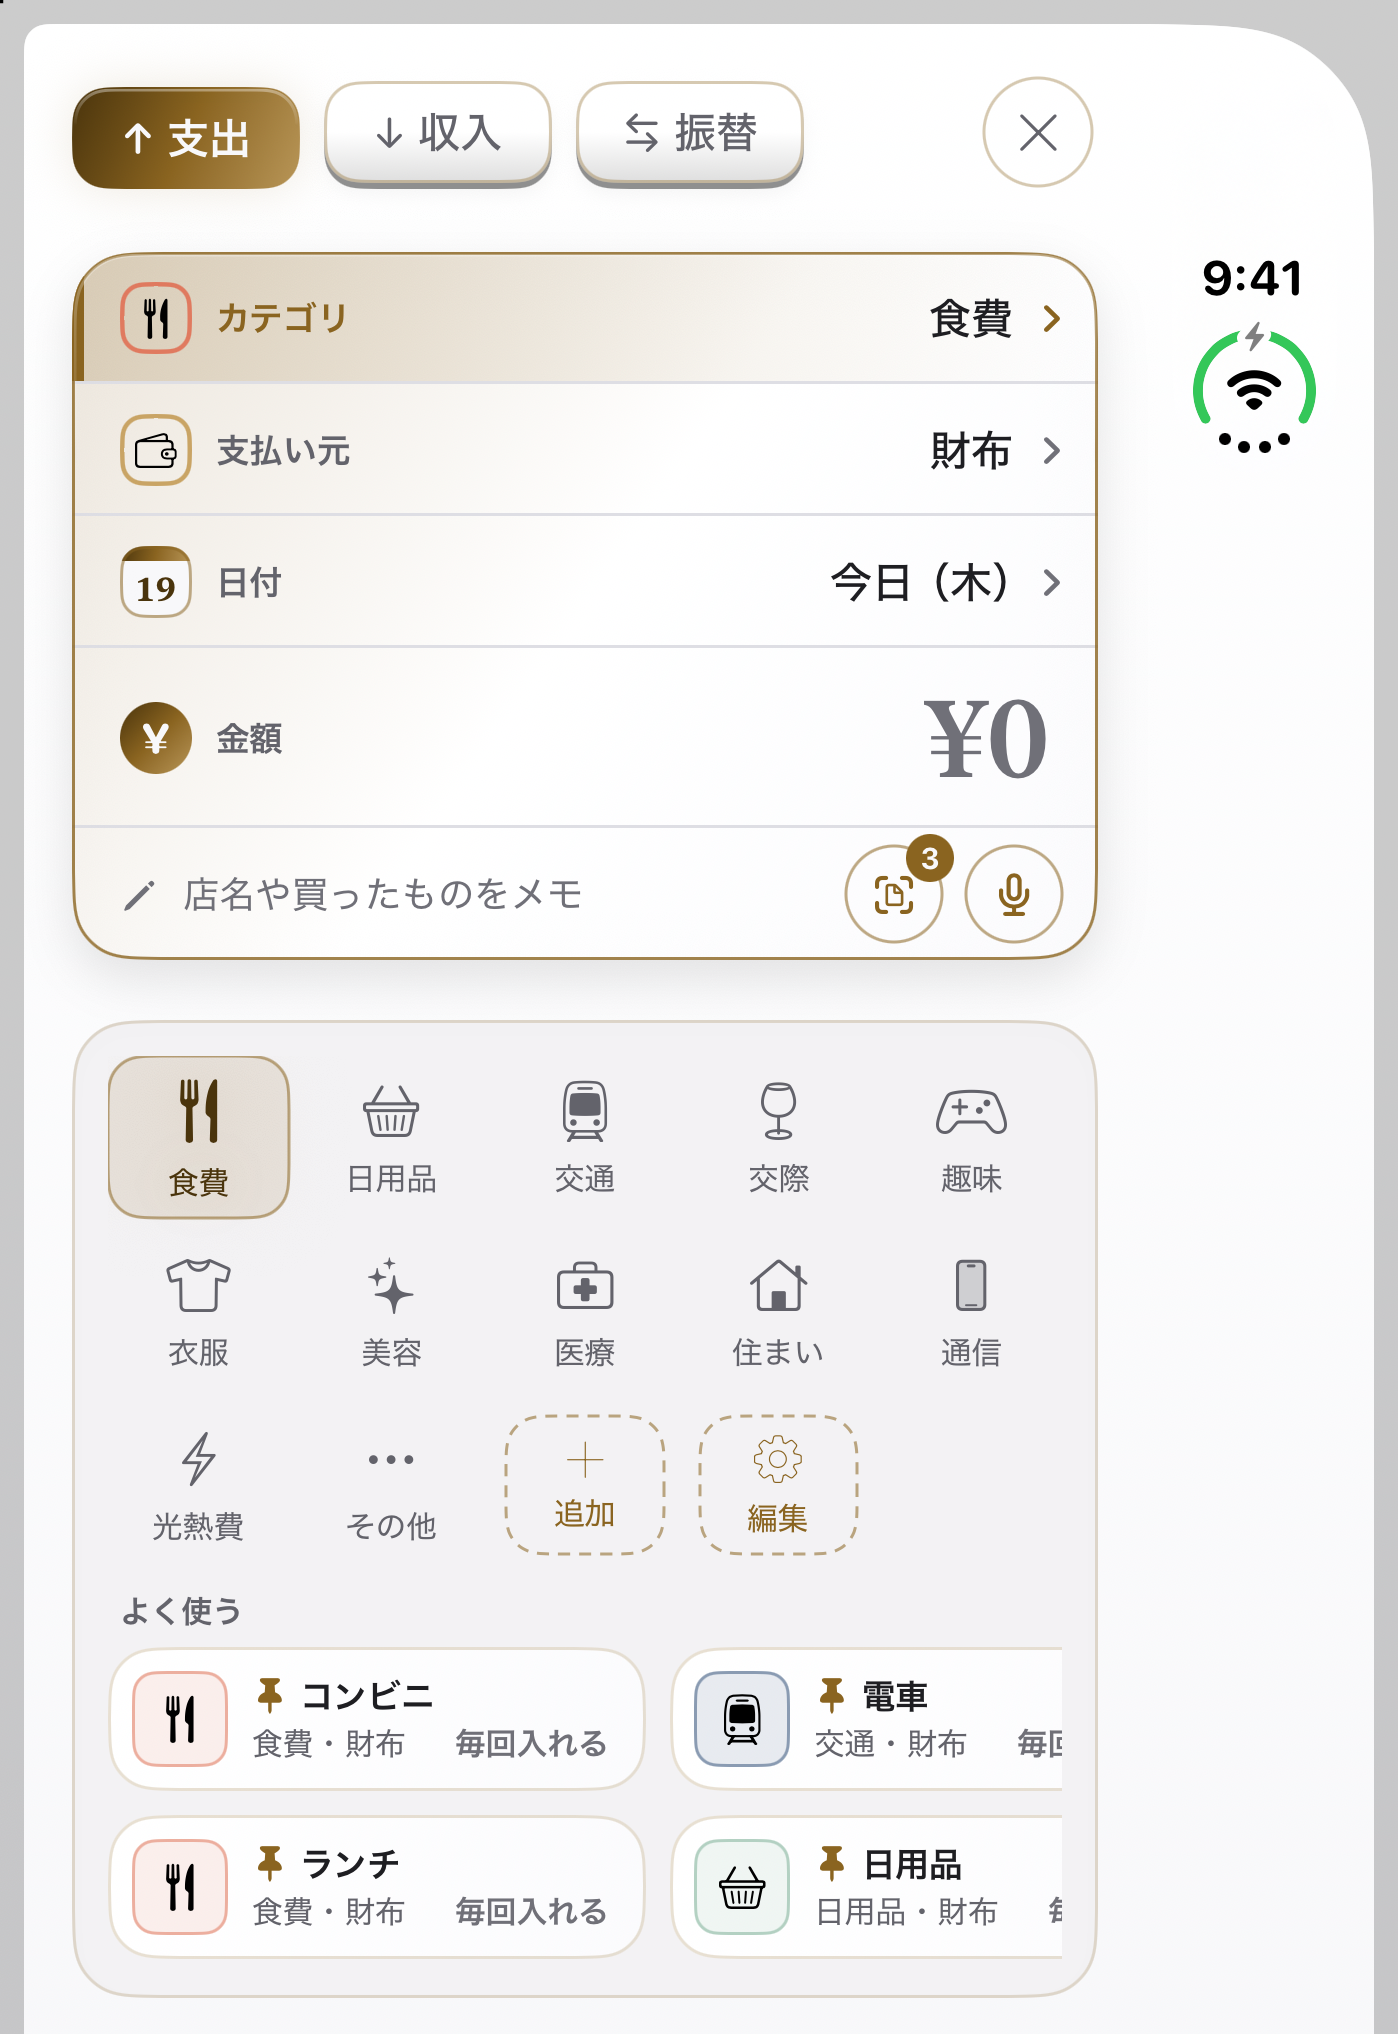 支出 収入 振替
9:41
カテゴリ 食費
支払い元 財布
19 日付 今日（木）
¥ 金額 ¥0
店名や買ったものをメモ 3
食費 日用品 交通 交際 趣味
衣服 美容 医療 住まい 通信
光熱費 その他 追加 編集
よく使う
コンビニ 電車
食費・財布 毎回入れる 交通・財布 毎回
ランチ 日用品
食費・財布 毎回入れる 日用品・財布